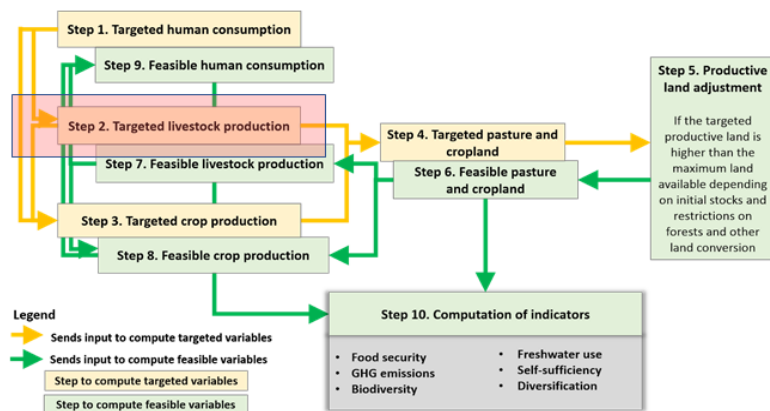 Step 1. Targeted human consumption
Step 9. Feasible human consumption
Step 2. Targeted livestock production
Step 7. Feasible livestock production
Step 3. Targeted crop production
Step 8. Feasible crop production
Step 4. Targeted pasture and
cropland
Step 6. Feasible pasture
and cropland
Step 5. Productive
land adjustment
If the targeted
productive land is
higher than the
maximum land
available depending
on initial stocks and
restrictions on
forests and other
land conversion
Step 10. Computation of indicators
• Food security
• GHG emissions
• Biodiversity
• Freshwater use
• Self-sufficiency
• Diversification
Legend
Sends input to compute targeted variables
Sends input to compute feasible variables
Step to compute targeted variables
Step to compute feasible variables